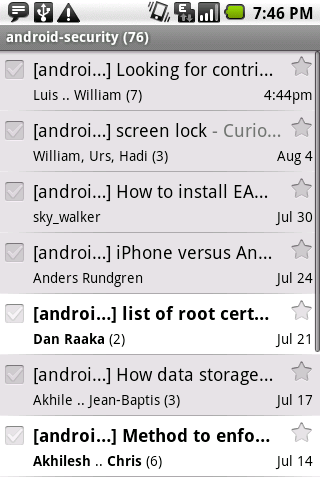 7:46 PM
android-security (76)
[androi...] Looking for contri...
Luis .. William (7) 4:44pm
[androi...] screen lock - Curio...
William, Urs, Hadi (3) Aug 4
[androi...] How to install EA...
sky_walker Jul 30
[androi...] iPhone versus An...
Anders Rundgren Jul 24
[androi...] list of root cert...
Dan Raaka (2) Jul 21
[androi...] How data storage...
Akhile .. Jean-Baptis (3) Jul 17
[androi...] Method to enfo...
Akhilesh .. Chris (6) Jul 14